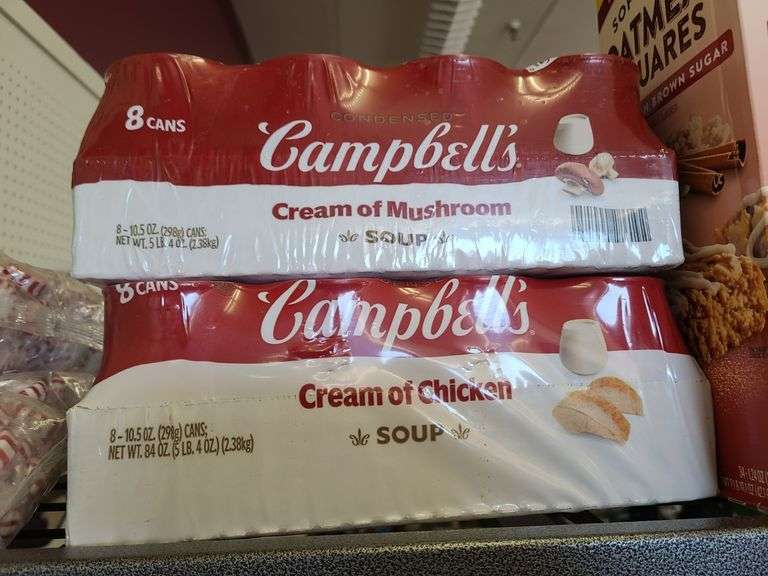 8 CANS
CONDENSED
Campbell's
Cream of Mushroom
SOUP
8-10.5 OZ. (298g) CANS;
NET WT. 5 LB. 4 OZ. (2.38kg)
8 CANS
Campbell's
Cream of Chicken
SOUP
8-10.5 OZ. (298g) CANS;
NET WT. 84 OZ. (5 LB. 4 OZ.) (2.38kg)
OATME
UARES
BROWN SUGAR